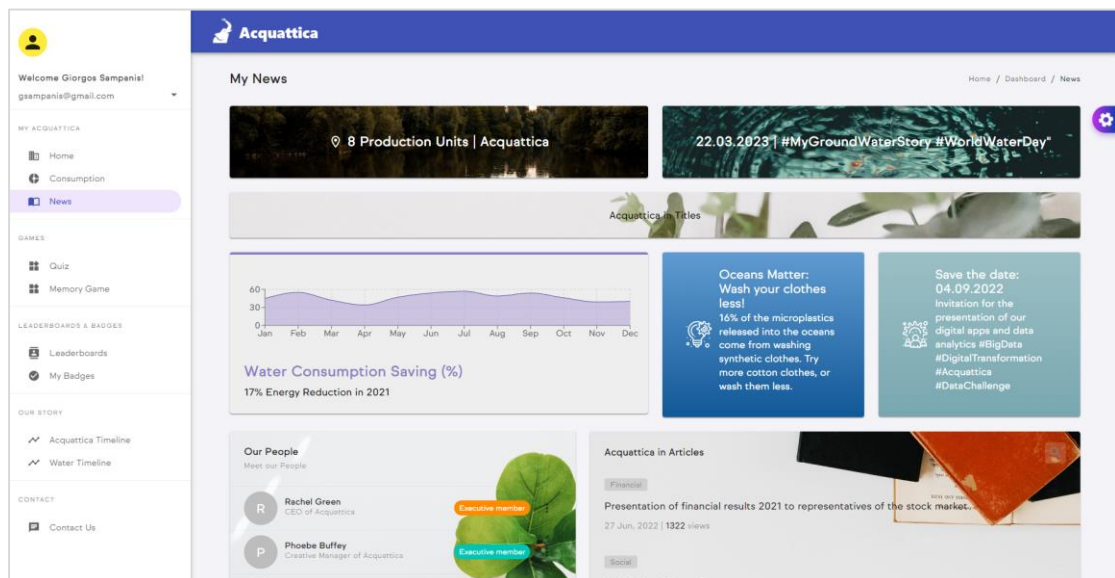 Acquattica
Welcome Giorgos Sampanis!
gsampanis@gmail.com
MY ACQUATTICA
Home
Consumption
News
GAMES
Quiz
Memory Game
LEADERBOARDS & BADGES
Leaderboards
My Badges
OUR STORY
Acquattica Timeline
Water Timeline
CONTACT
Contact Us
My News
Home / Dashboard / News
8 Production Units | Acquattica
22.03.2023 | #MyGroundWaterStory #WorldWaterDay"
Acquattica in Titles
60
30
0
Jan Feb Mar Apr May Jun Jul Aug Sep Oct Nov Dec
Water Consumption Saving (%)
17% Energy Reduction in 2021
Oceans Matter:
Wash your clothes
less!
16% of the microplastics
released into the oceans
come from washing
synthetic clothes. Try
more cotton clothes, or
wash them less.
Save the date:
04.09.2022
Invitation for the
presentation of our
digital apps and data
analytics #BigData
#DigitalTransformation
#Acquattica
#DataChallenge
Our People
Meet our People
R
Rachel Green
CEO of Acquattica
Executive member
P
Phoebe Buffey
Creative Manager of Acquattica
Executive member
Acquattica in Articles
Financial
Presentation of financial results 2021 to representatives of the stock market..
27 Jun, 2022 | 1322 views
Social